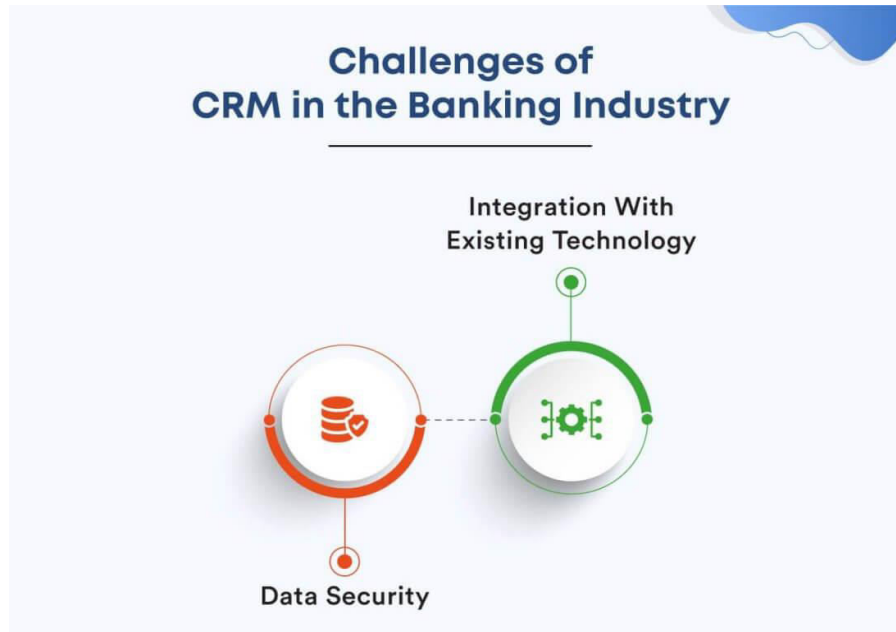 Challenges of
CRM in the Banking Industry
Integration With
Existing Technology
Data Security